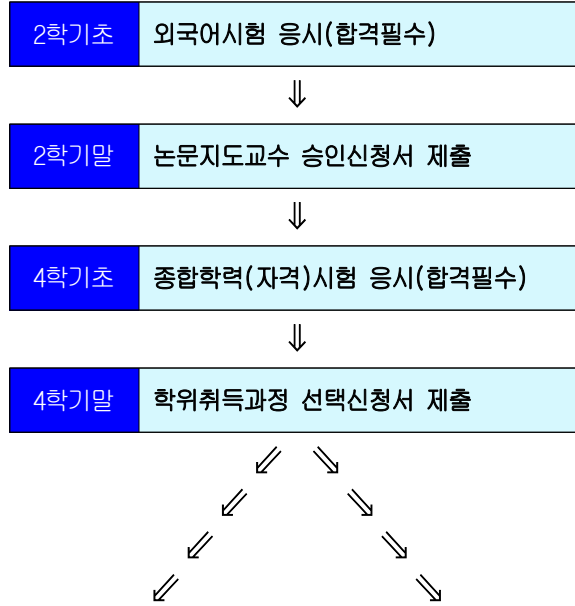 2학기초 외국어시험 응시(합격필수)
⇓
2학기말 논문지도교수 승인신청서 제출
⇓
4학기초 종합학력(자격)시험 응시(합격필수)
⇓
4학기말 학위취득과정 선택신청서 제출
⇙ ⇘
⇙ ⇘
⇙ ⇘
⇙ ⇘